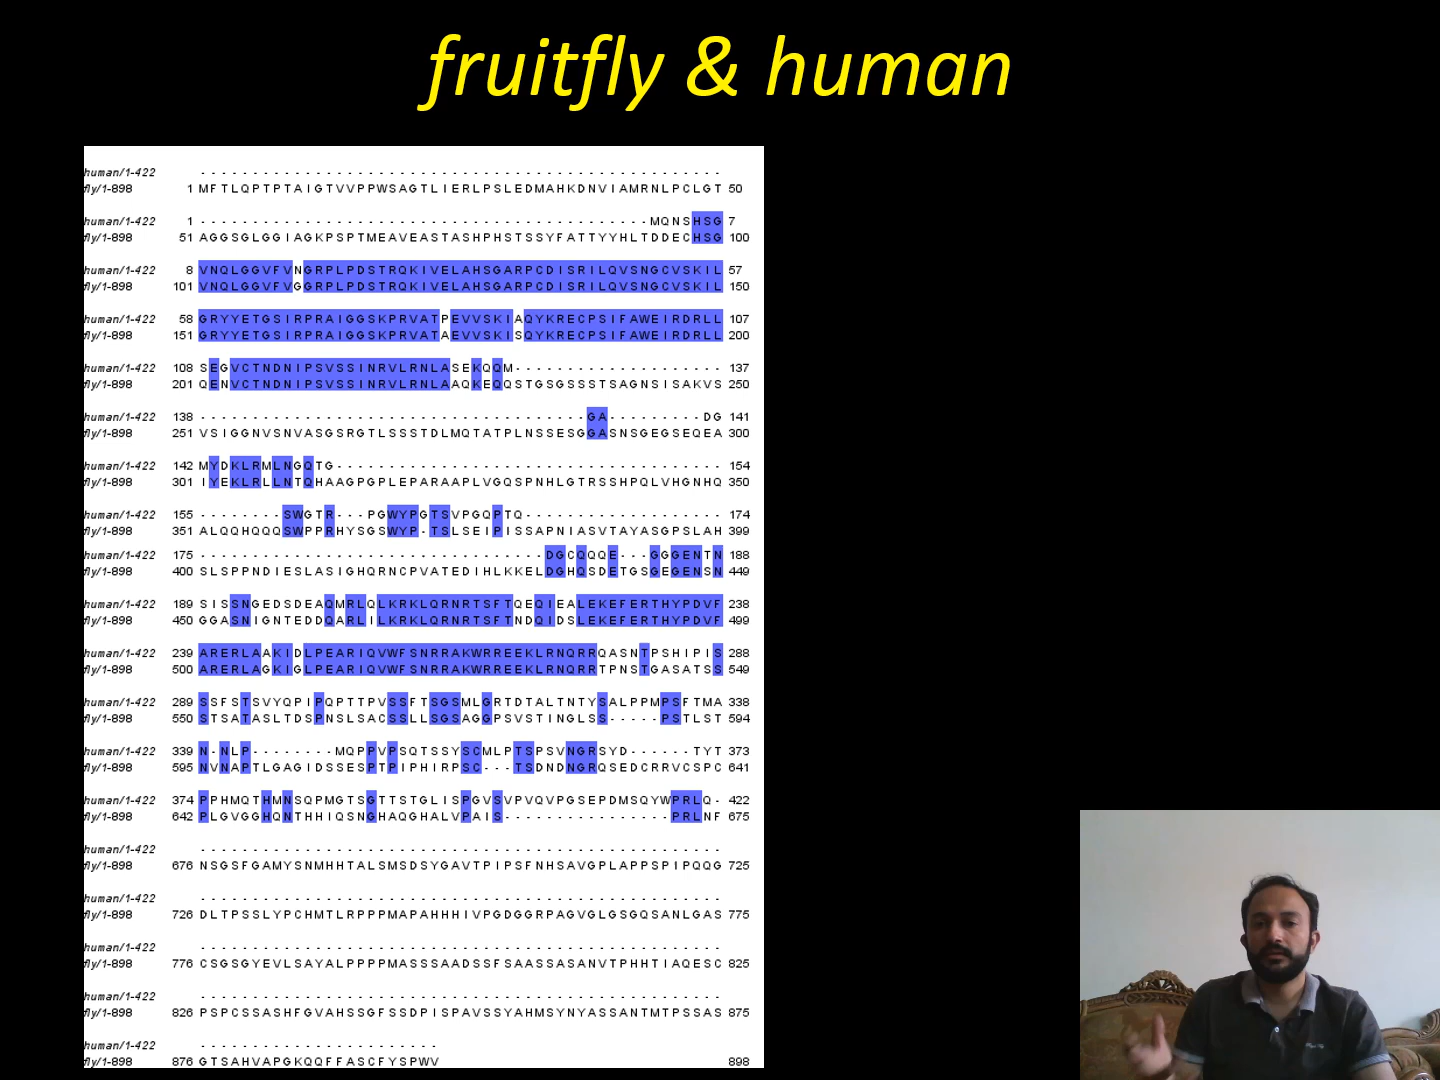 fruitfly & human
human/1-422 - - - - - - - - - - - - - - - - - - - - - - - - - - - - - - - - - - - - - - - - - - - - - - - - - -
fly/1-898 1 MFTLQPTPTAIGTVVPPWSAGTLIERLPSLEDMAHKDNVIAMRNLPCLGT 50
human/1-422 1 - - - - - - - - - - - - - - - - - - - - - - - - - - - - - - - - - - - - - - - - - - - MQNSHSG 7
fly/1-898 51 AGGSGLGGIAGKPSPTMEAVEASTASHPHSTSSYFATTYYHLTDDECHSG 100
human/1-422 8 VNQLGGVFVNGRPLPDSTRQKIVELAHSGARPCDISRILQVSNGCVSKIL 57
fly/1-898 101 VNQLGGVFVGGRPLPDSTRQKIVELAHSGARPCDISRILQVSNGCVSKIL 150
human/1-422 58 GRYYETGSIRPRAIGGSKPRVATPEVVSKIAQYKRECPSIFAWEIRDRLL 107
fly/1-898 151 GRYYETGSIRPRAIGGSKPRVATAEVVSKISQYKRECPSIFAWEIRDRLL 200
human/1-422 108 SEGVCTNDNIPSVSSINRVLRNLASEKQQM- - - - - - - - - - - - - - - - - - - - 137
fly/1-898 201 QENVCTNDNIPSVSSINRVLRNLAAQKEQQSTGSGSSSTSAGNSISAKVS 250
human/1-422 138 - - - - - - - - - - - - - - - - - - - - - - - - - - - - - - - - - - - - - GA- - - - - - - - - DG 141
fly/1-898 251 VSIGGNVSNVASGSRGTLSSSTDLMQTATPLNSSESGGASNSGEGSEQEA 300
human/1-422 142 MYDKLRMLNGQTG- - - - - - - - - - - - - - - - - - - - - - - - - - - - - - - - - - - - - 154
fly/1-898 301 IYEKLRLLNTQHAAGPGPLEPARAAPLVGQSPNHLGTRSSHPQLVHGNHQ 350
human/1-422 155 - - - - - - - - SWGTR- - - PGWYPGTSVPGQPTQ- - - - - - - - - - - - - - - - - - - 174
fly/1-898 351 ALQQHQQQSWPPRHYSGSWYP-TSLSEIPISSAPNIASVTAYASGPSLAH 399
human/1-422 175 - - - - - - - - - - - - - - - - - - - - - - - - - - - - - - - - - DGCQQQE- - - GGGENTN 188
fly/1-898 400 SLSPPNDIESLASIGHQRNCPVATEDIHLKKELDGHQSDETGSGEGENSN 449
human/1-422 189 SISSNGEDSDEAQMRLQLKRKLQRNRTSFTQEQIEALEKEFERTHYPDVF 238
fly/1-898 450 GGASNIGNTEDDQARLILKRKLQRNRTSFTNDQIDSLEKEFERTHYPDVF 499
human/1-422 239 ARERLAAKIDLPEARIQVWFSNRRAKWRREEKLRNQRRQASNTPSHIPIS 288
fly/1-898 500 ARERLAGKIGLPEARIQVWFSNRRAKWRREEKLRNQRRTPNSTGASATSS 549
human/1-422 289 SSFSTSVYQPIPQPTTPVSSFTSGSMLGRTDTALTNTYSALPPMPSFTMA 338
fly/1-898 550 STSATASLTDSPNSLSACSSLLSGSAGGPSVSTINGLSS- - - - - PSTLST 594
human/1-422 339 N-NLP- - - - - - - - MQPPVPSQTSSYSCMLPTSPSVNGRSYD- - - - - - TYT 373
fly/1-898 595 NVNAPTLGAGIDSSESPTPIPHIRPSC- - - TSDNDNGRQSEDCRRVCSPC 641
human/1-422 374 PPHMQTHMNSQPMGTSGTTSTGLISPGVSVPVQVPGSEPDMSQYWPRLQ- 422
fly/1-898 642 PLGVGGHQNTHHIQSNGHAQGHALVPAIS- - - - - - - - - - - - - - - - PRLNF 675
human/1-422 - - - - - - - - - - - - - - - - - - - - - - - - - - - - - - - - - - - - - - - - - - - - - - - - - -
fly/1-898 676 NSGSFGAMYSNMHHTALSMSDSYGAVTPIPSFNHSAVGPLAPPSPIPQQG 725
human/1-422 - - - - - - - - - - - - - - - - - - - - - - - - - - - - - - - - - - - - - - - - - - - - - - - - - -
fly/1-898 726 DLTPSSLYPCHMTLRPPPMAPAHHHIVPGDGGRPAGVGLGSGQSANLGAS 775
human/1-422 - - - - - - - - - - - - - - - - - - - - - - - - - - - - - - - - - - - - - - - - - - - - - - - - - -
fly/1-898 776 CSGSGYEVLSAYALPPPPMASSSAADSSFSAASSASANVTPHHTIAQESC 825
human/1-422 - - - - - - - - - - - - - - - - - - - - - - - - - - - - - - - - - - - - - - - - - - - - - - - - - -
fly/1-898 826 PSPCSSASHFGVAHSSGFSSDPISPAVSSYAHMSYNYASSANTMTPSSAS 875
human/1-422 - - - - - - - - - - - - - - - - - - - - - - -
fly/1-898 876 GTSAHVAPGKQQFFASCFYSPWV 898